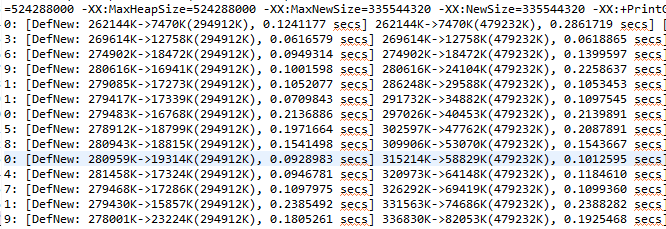 =524288000 -XX:MaxHeapSize=524288000 -XX:MaxNewSize=335544320 -XX:NewSize=335544320 -XX:+Print
0: [DefNew: 262144K->7470K(294912K), 0.1241177 secs] 262144K->7470K(479232K), 0.2861719 secs] [
3: [DefNew: 269614K->12758K(294912K), 0.0616579 secs] 269614K->12758K(479232K), 0.0618865 secs]
6: [DefNew: 274902K->18472K(294912K), 0.0949314 secs] 274902K->18472K(479232K), 0.1399597 secs]
9: [DefNew: 280616K->16941K(294912K), 0.1001598 secs] 280616K->24104K(479232K), 0.2258637 secs]
1: [DefNew: 279085K->17273K(294912K), 0.1052077 secs] 286248K->29588K(479232K), 0.1053453 secs]
1: [DefNew: 279417K->17339K(294912K), 0.0709843 secs] 291732K->34882K(479232K), 0.1097545 secs]
0: [DefNew: 279483K->16768K(294912K), 0.2136886 secs] 297026K->40453K(479232K), 0.2139891 secs]
5: [DefNew: 278912K->18799K(294912K), 0.1971664 secs] 302597K->47762K(479232K), 0.2087891 secs]
8: [DefNew: 280943K->18815K(294912K), 0.1541498 secs] 309906K->53070K(479232K), 0.1543667 secs]
0: [DefNew: 280959K->19314K(294912K), 0.0928983 secs] 315214K->58829K(479232K), 0.1012595 secs]
4: [DefNew: 281458K->17324K(294912K), 0.0946781 secs] 320973K->64148K(479232K), 0.1184610 secs]
7: [DefNew: 279468K->17286K(294912K), 0.1097975 secs] 326292K->69419K(479232K), 0.1099360 secs]
1: [DefNew: 279430K->15857K(294912K), 0.2385492 secs] 331563K->74686K(479232K), 0.2388282 secs]
9: [DefNew: 278001K->23224K(294912K), 0.1805261 secs] 336830K->82053K(479232K), 0.1925468 secs]